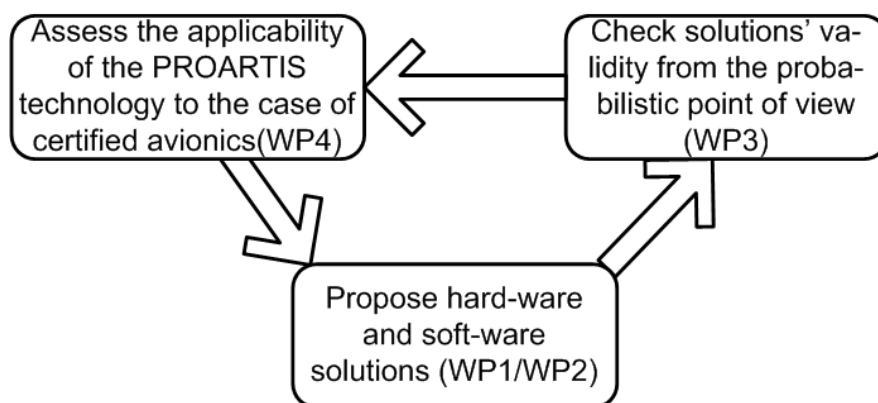 Assess the applicability
of the PROARTIS
technology to the case of
certified avionics(WP4)
Check solutions' va-
lidity from the proba-
bilistic point of view
(WP3)
Propose hard-ware
and soft-ware
solutions (WP1/WP2)